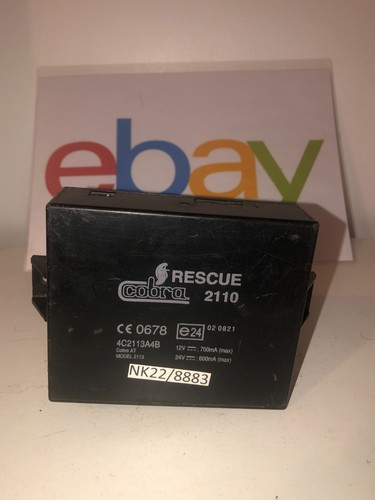 ebay
RESCUE
cobra 2110
CE 0678 e24 02 0821
4C2113A4B 12V : 700mA (max)
Cobra AT 24V : 600mA (max)
MODEL 2113
NK22/8883